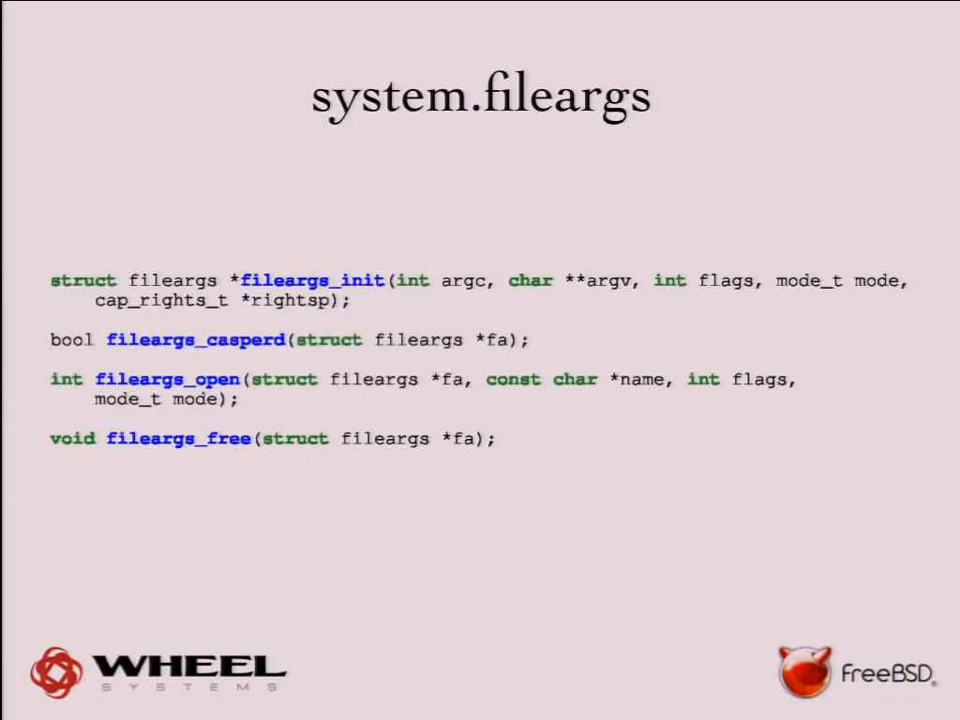 system.fileargs
struct fileargs *fileargs_init(int argc, char **argv, int flags, mode_t mode,
cap_rights_t *rightsp);
bool fileargs_casperd(struct fileargs *fa);
int fileargs_open(struct fileargs *fa, const char *name, int flags,
mode_t mode);
void fileargs_free(struct fileargs *fa);
WHEEL
SYSTEMS
FreeBSD